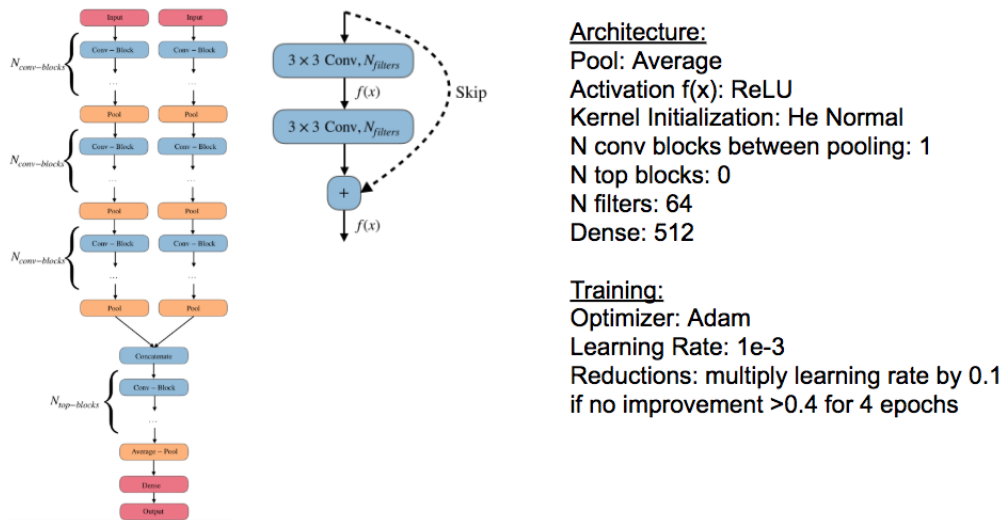 Input
Input
N_conv-blocks
Conv – Block
Conv – Block
...
...
Pool
Pool
N_conv-blocks
Conv – Block
Conv – Block
...
...
Pool
Pool
N_conv-blocks
Conv – Block
Conv – Block
...
...
Pool
Pool
Concatenate
N_top-blocks
Conv – Block
...
Average – Pool
Dense
Output
3 × 3 Conv, N_filters
f(x)
Skip
3 × 3 Conv, N_filters
+
f(x)
Architecture:
Pool: Average
Activation f(x): ReLU
Kernel Initialization: He Normal
N conv blocks between pooling: 1
N top blocks: 0
N filters: 64
Dense: 512
Training:
Optimizer: Adam
Learning Rate: 1e-3
Reductions: multiply learning rate by 0.1
if no improvement >0.4 for 4 epochs